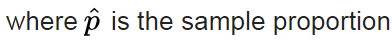 where p̂ is the sample proportion